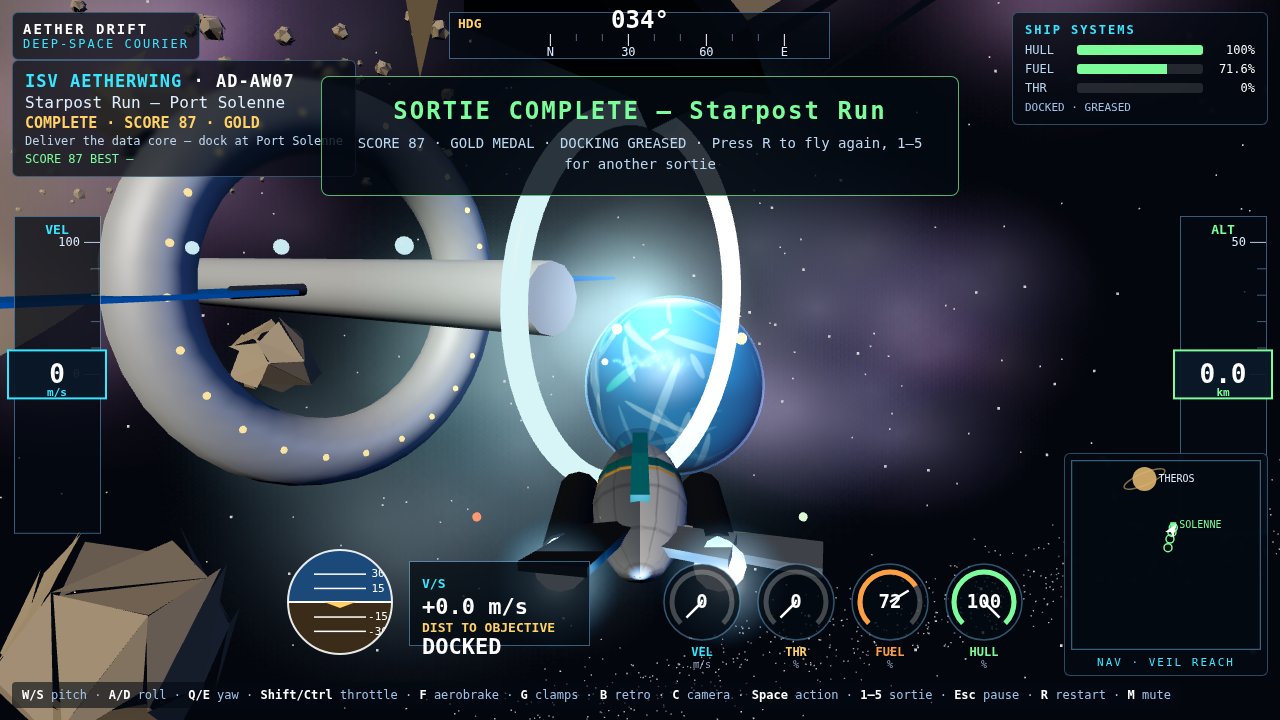 AETHER DRIFT
DEEP-SPACE COURIER
ISV AETHERWING · AD-AW07
Starpost Run — Port Solenne
COMPLETE · SCORE 87 · GOLD
Deliver the data core — dock at Port Solenne
SCORE 87 BEST —
HDG
034°
N 30 60 E
SORTIE COMPLETE — Starpost Run
SCORE 87 · GOLD MEDAL · DOCKING GREASED · Press R to fly again, 1–5
for another sortie
SHIP SYSTEMS
HULL 100%
FUEL 71.6%
THR 0%
DOCKED · GREASED
VEL
100
0
m/s
ALT
50
0.0
km
30
15
-15
V/S
+0.0 m/s
DIST TO OBJECTIVE
DOCKED
0
VEL
m/s
0
THR
%
72
FUEL
%
100
HULL
%
THEROS
SOLENNE
NAV · VEIL REACH
W/S pitch · A/D roll · Q/E yaw · Shift/Ctrl throttle · F aerobrake · G clamps · B retro · C camera · Space action · 1–5 sortie · Esc pause · R restart · M mute